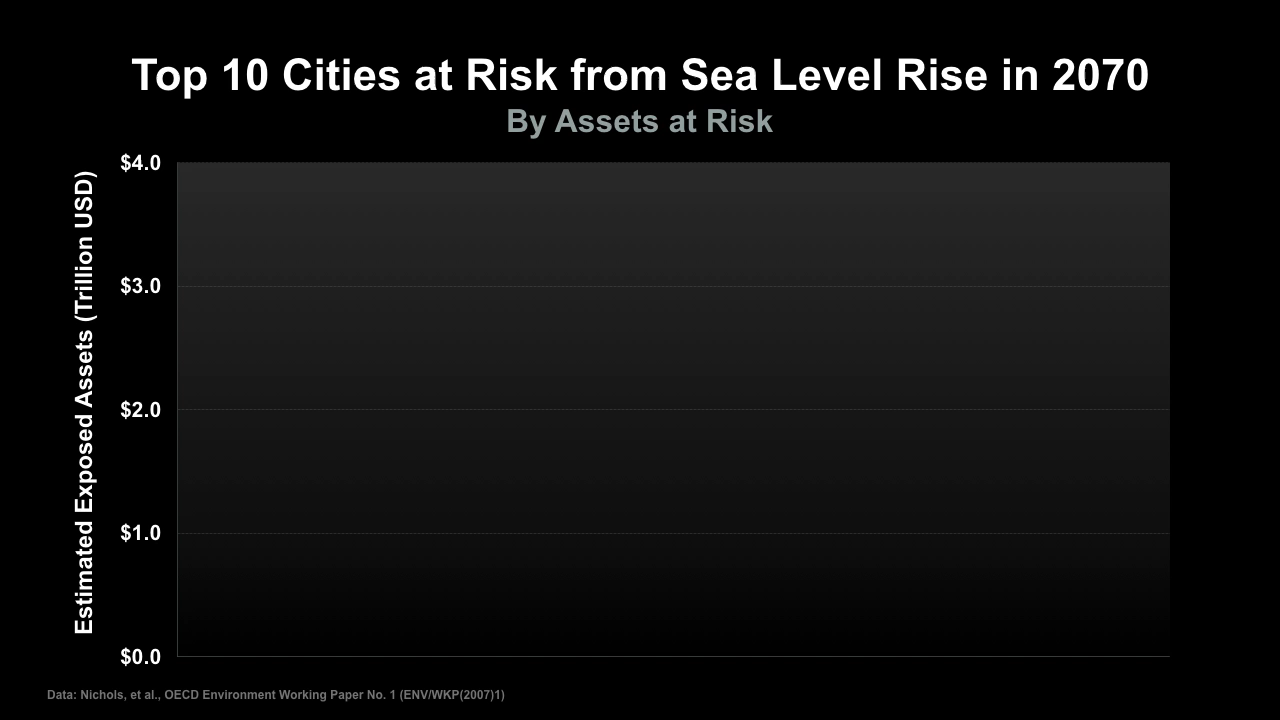 Top 10 Cities at Risk from Sea Level Rise in 2070
By Assets at Risk
Estimated Exposed Assets (Trillion USD)
$4.0
$3.0
$2.0
$1.0
$0.0
Data: Nichols, et al., OECD Environment Working Paper No. 1 (ENV/WKP(2007)1)